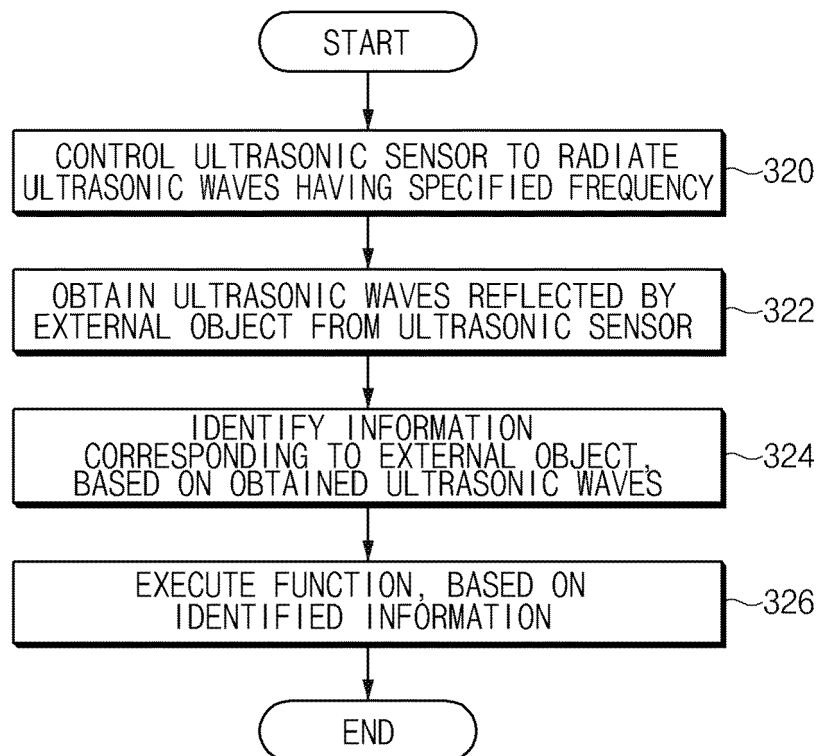 START
CONTROL ULTRASONIC SENSOR TO RADIATE
ULTRASONIC WAVES HAVING SPECIFIED FREQUENCY
320
OBTAIN ULTRASONIC WAVES REFLECTED BY
EXTERNAL OBJECT FROM ULTRASONIC SENSOR
322
IDENTIFY INFORMATION
CORRESPONDING TO EXTERNAL OBJECT,
BASED ON OBTAINED ULTRASONIC WAVES
324
EXECUTE FUNCTION, BASED ON
IDENTIFIED INFORMATION
326
END